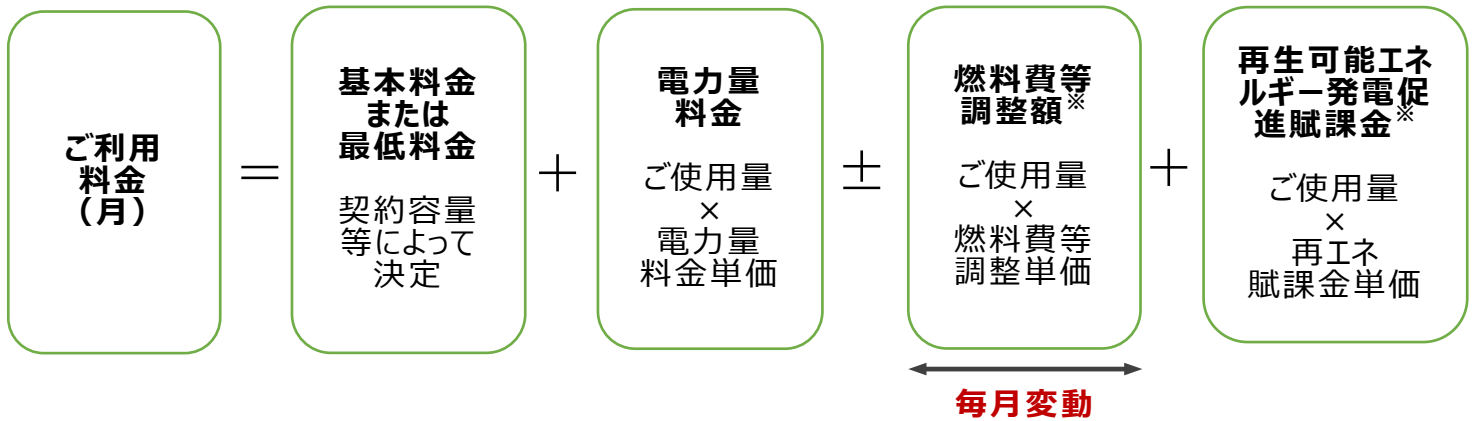 ご利用
料金
（月）
＝
基本料金
または
最低料金
契約容量
等によって
決定
＋
電力量
料金
ご使用量
×
電力量
料金単価
±
燃料費等
調整額※
ご使用量
×
燃料費等
調整単価
＋
再生可能エネ
ルギー発電促
進賦課金※
ご使用量
×
再エネ
賦課金単価
毎月変動